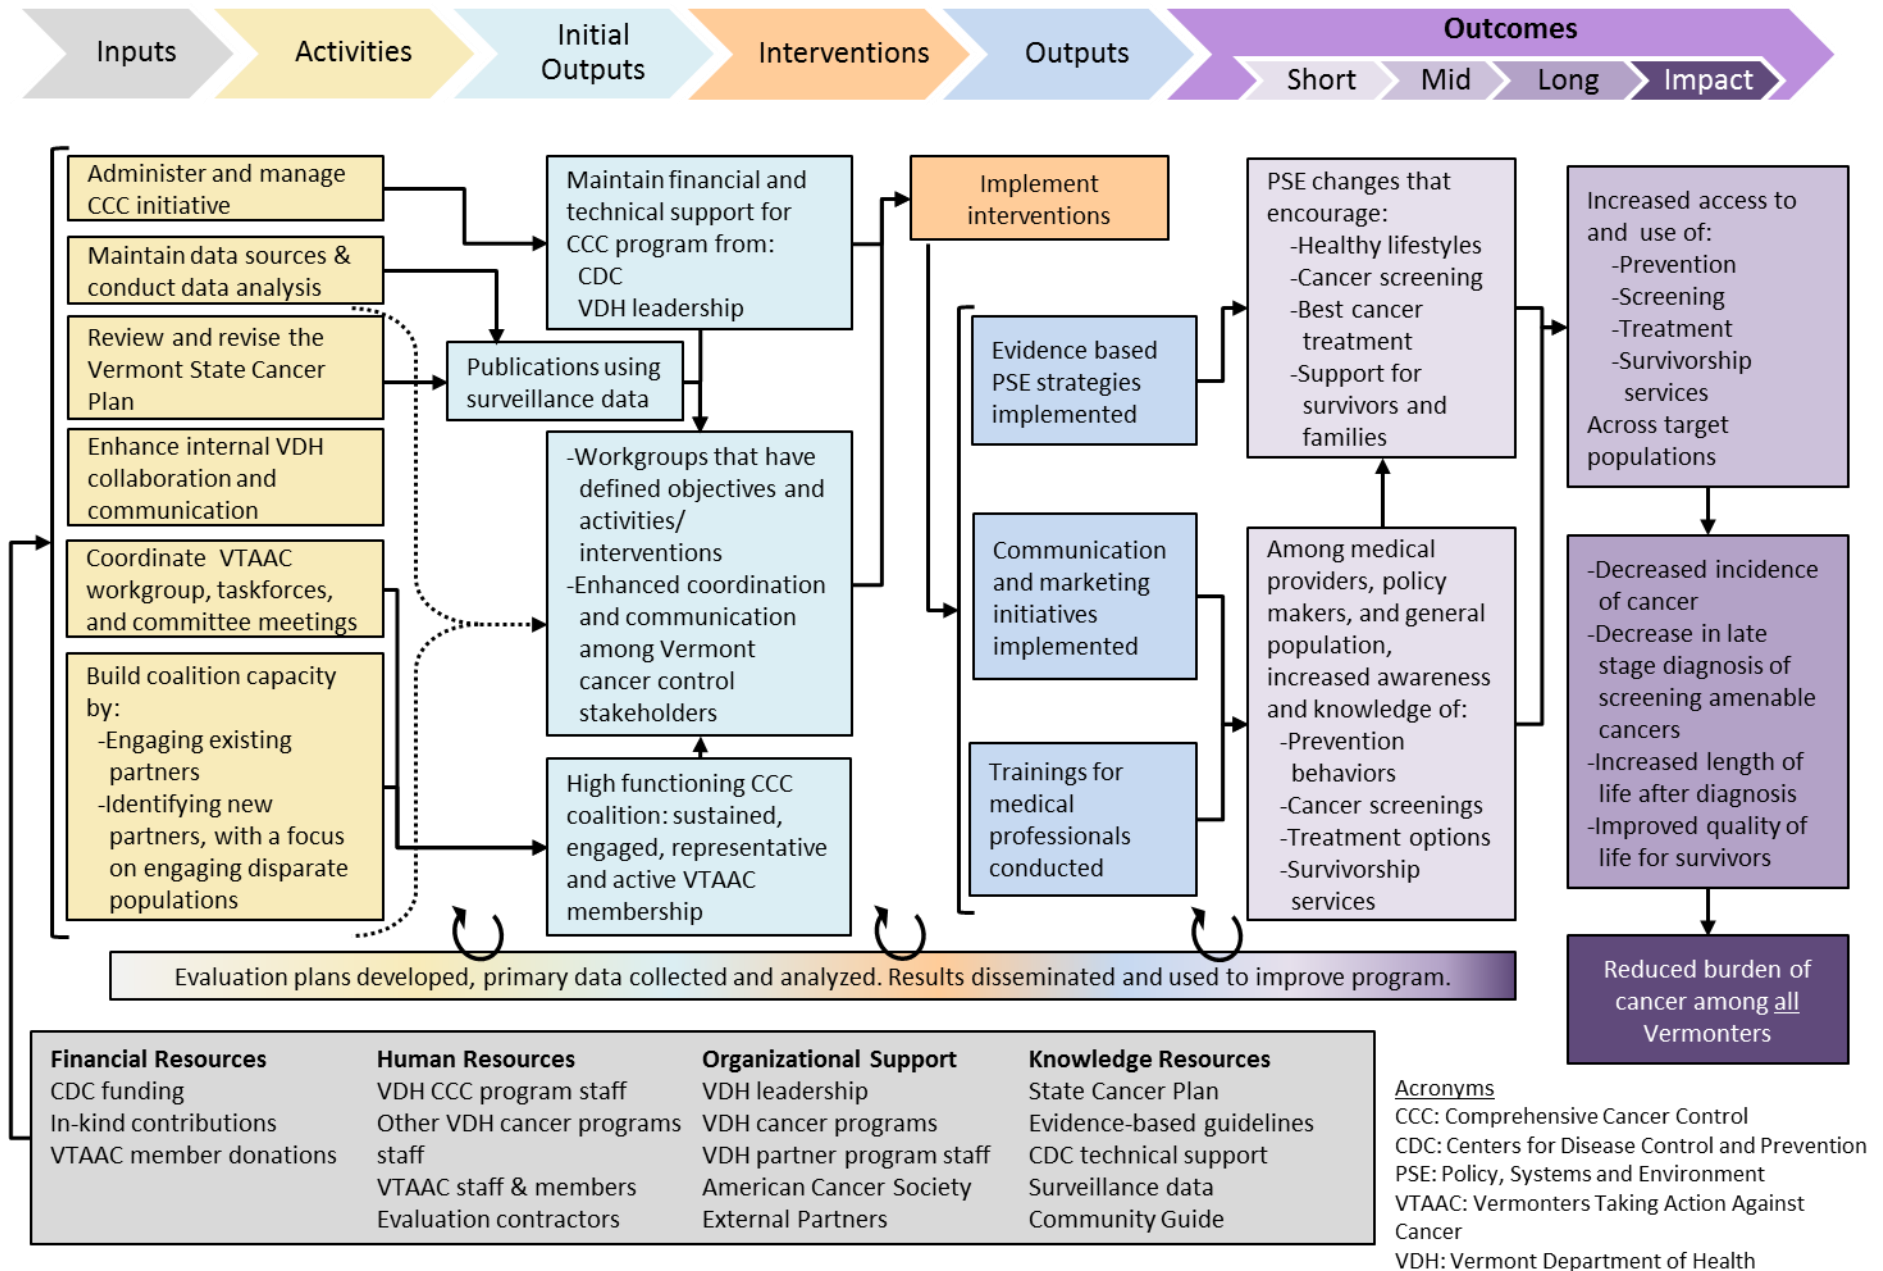 Inputs
Activities
Initial
Outputs
Interventions
Outputs
Outcomes
Short
Mid
Long
Impact
Administer and manage
CCC initiative
Maintain data sources &
conduct data analysis
Review and revise the
Vermont State Cancer
Plan
Enhance internal VDH
collaboration and
communication
Coordinate VTAAC
workgroup, taskforces,
and committee meetings
Build coalition capacity
by:
-Engaging existing
partners
-Identifying new
partners, with a focus
on engaging disparate
populations
Maintain financial and
technical support for
CCC program from:
CDC
VDH leadership
Publications using
surveillance data
-Workgroups that have
defined objectives and
activities/
interventions
-Enhanced coordination
and communication
among Vermont
cancer control
stakeholders
High functioning CCC
coalition: sustained,
engaged, representative
and active VTAAC
membership
Implement
interventions
Evidence based
PSE strategies
implemented
Communication
and marketing
initiatives
implemented
Trainings for
medical
professionals
conducted
PSE changes that
encourage:
-Healthy lifestyles
-Cancer screening
-Best cancer
treatment
-Support for
survivors and
families
Among medical
providers, policy
makers, and general
population,
increased awareness
and knowledge of:
-Prevention
behaviors
-Cancer screenings
-Treatment options
-Survivorship
services
Increased access to
and use of:
-Prevention
-Screening
-Treatment
-Survivorship
services
Across target
populations
-Decreased incidence
of cancer
-Decrease in late
stage diagnosis of
screening amenable
cancers
-Increased length of
life after diagnosis
-Improved quality of
life for survivors
Reduced burden of
cancer among all
Vermonters
Evaluation plans developed, primary data collected and analyzed. Results disseminated and used to improve program.
Financial Resources
CDC funding
In-kind contributions
VTAAC member donations
Human Resources
VDH CCC program staff
Other VDH cancer programs
staff
VTAAC staff & members
Evaluation contractors
Organizational Support
VDH leadership
VDH cancer programs
VDH partner program staff
American Cancer Society
External Partners
Knowledge Resources
State Cancer Plan
Evidence-based guidelines
CDC technical support
Surveillance data
Community Guide
Acronyms
CCC: Comprehensive Cancer Control
CDC: Centers for Disease Control and Prevention
PSE: Policy, Systems and Environment
VTAAC: Vermonters Taking Action Against
Cancer
VDH: Vermont Department of Health